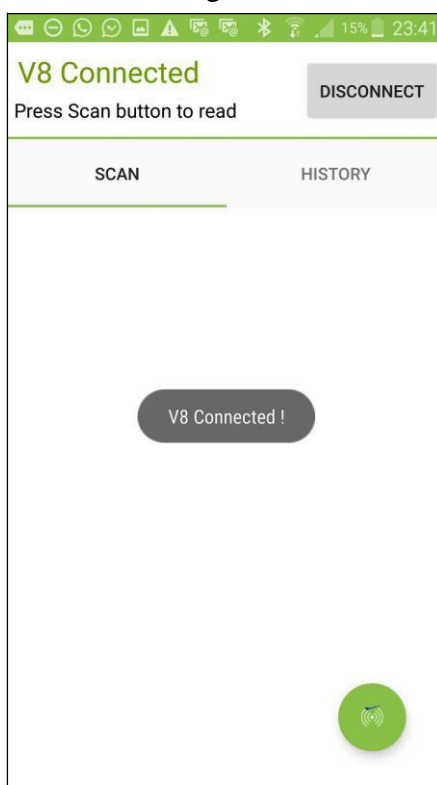 15% 23:41
V8 Connected
DISCONNECT
Press Scan button to read
SCAN HISTORY
V8 Connected !